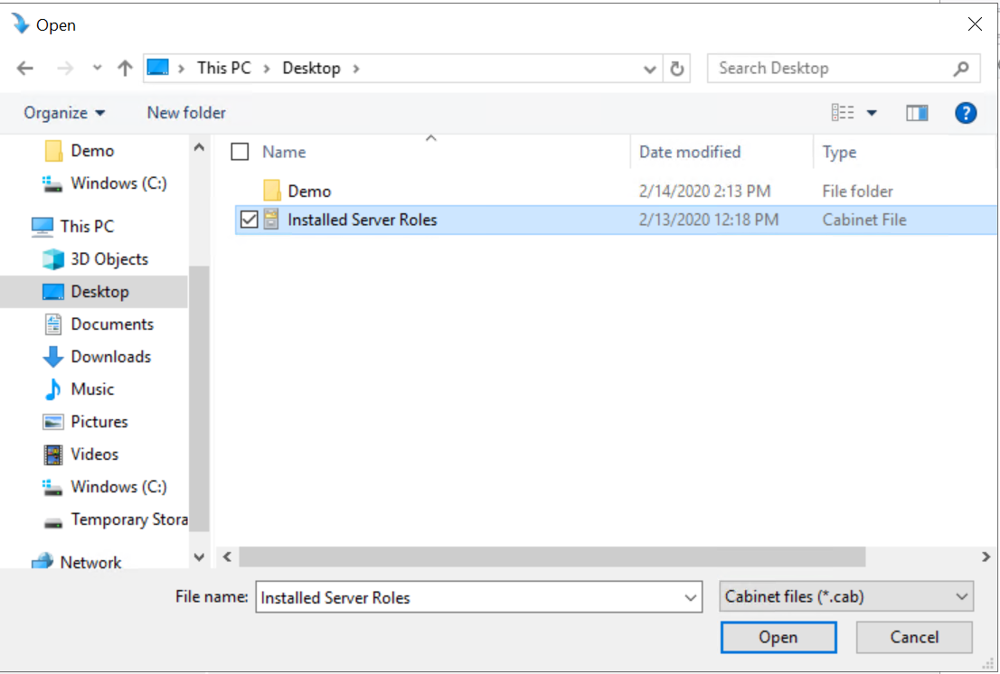 Open
This PC > Desktop >
Search Desktop
Organize
New folder
?
Demo
Windows (C:)
This PC
3D Objects
Desktop
Documents
Downloads
Music
Pictures
Videos
Windows (C:)
Temporary Stora
Network
Name Date modified Type
Demo 2/14/2020 2:13 PM File folder
Installed Server Roles 2/13/2020 12:18 PM Cabinet File
File name: Installed Server Roles
Cabinet files (*.cab)
Open
Cancel